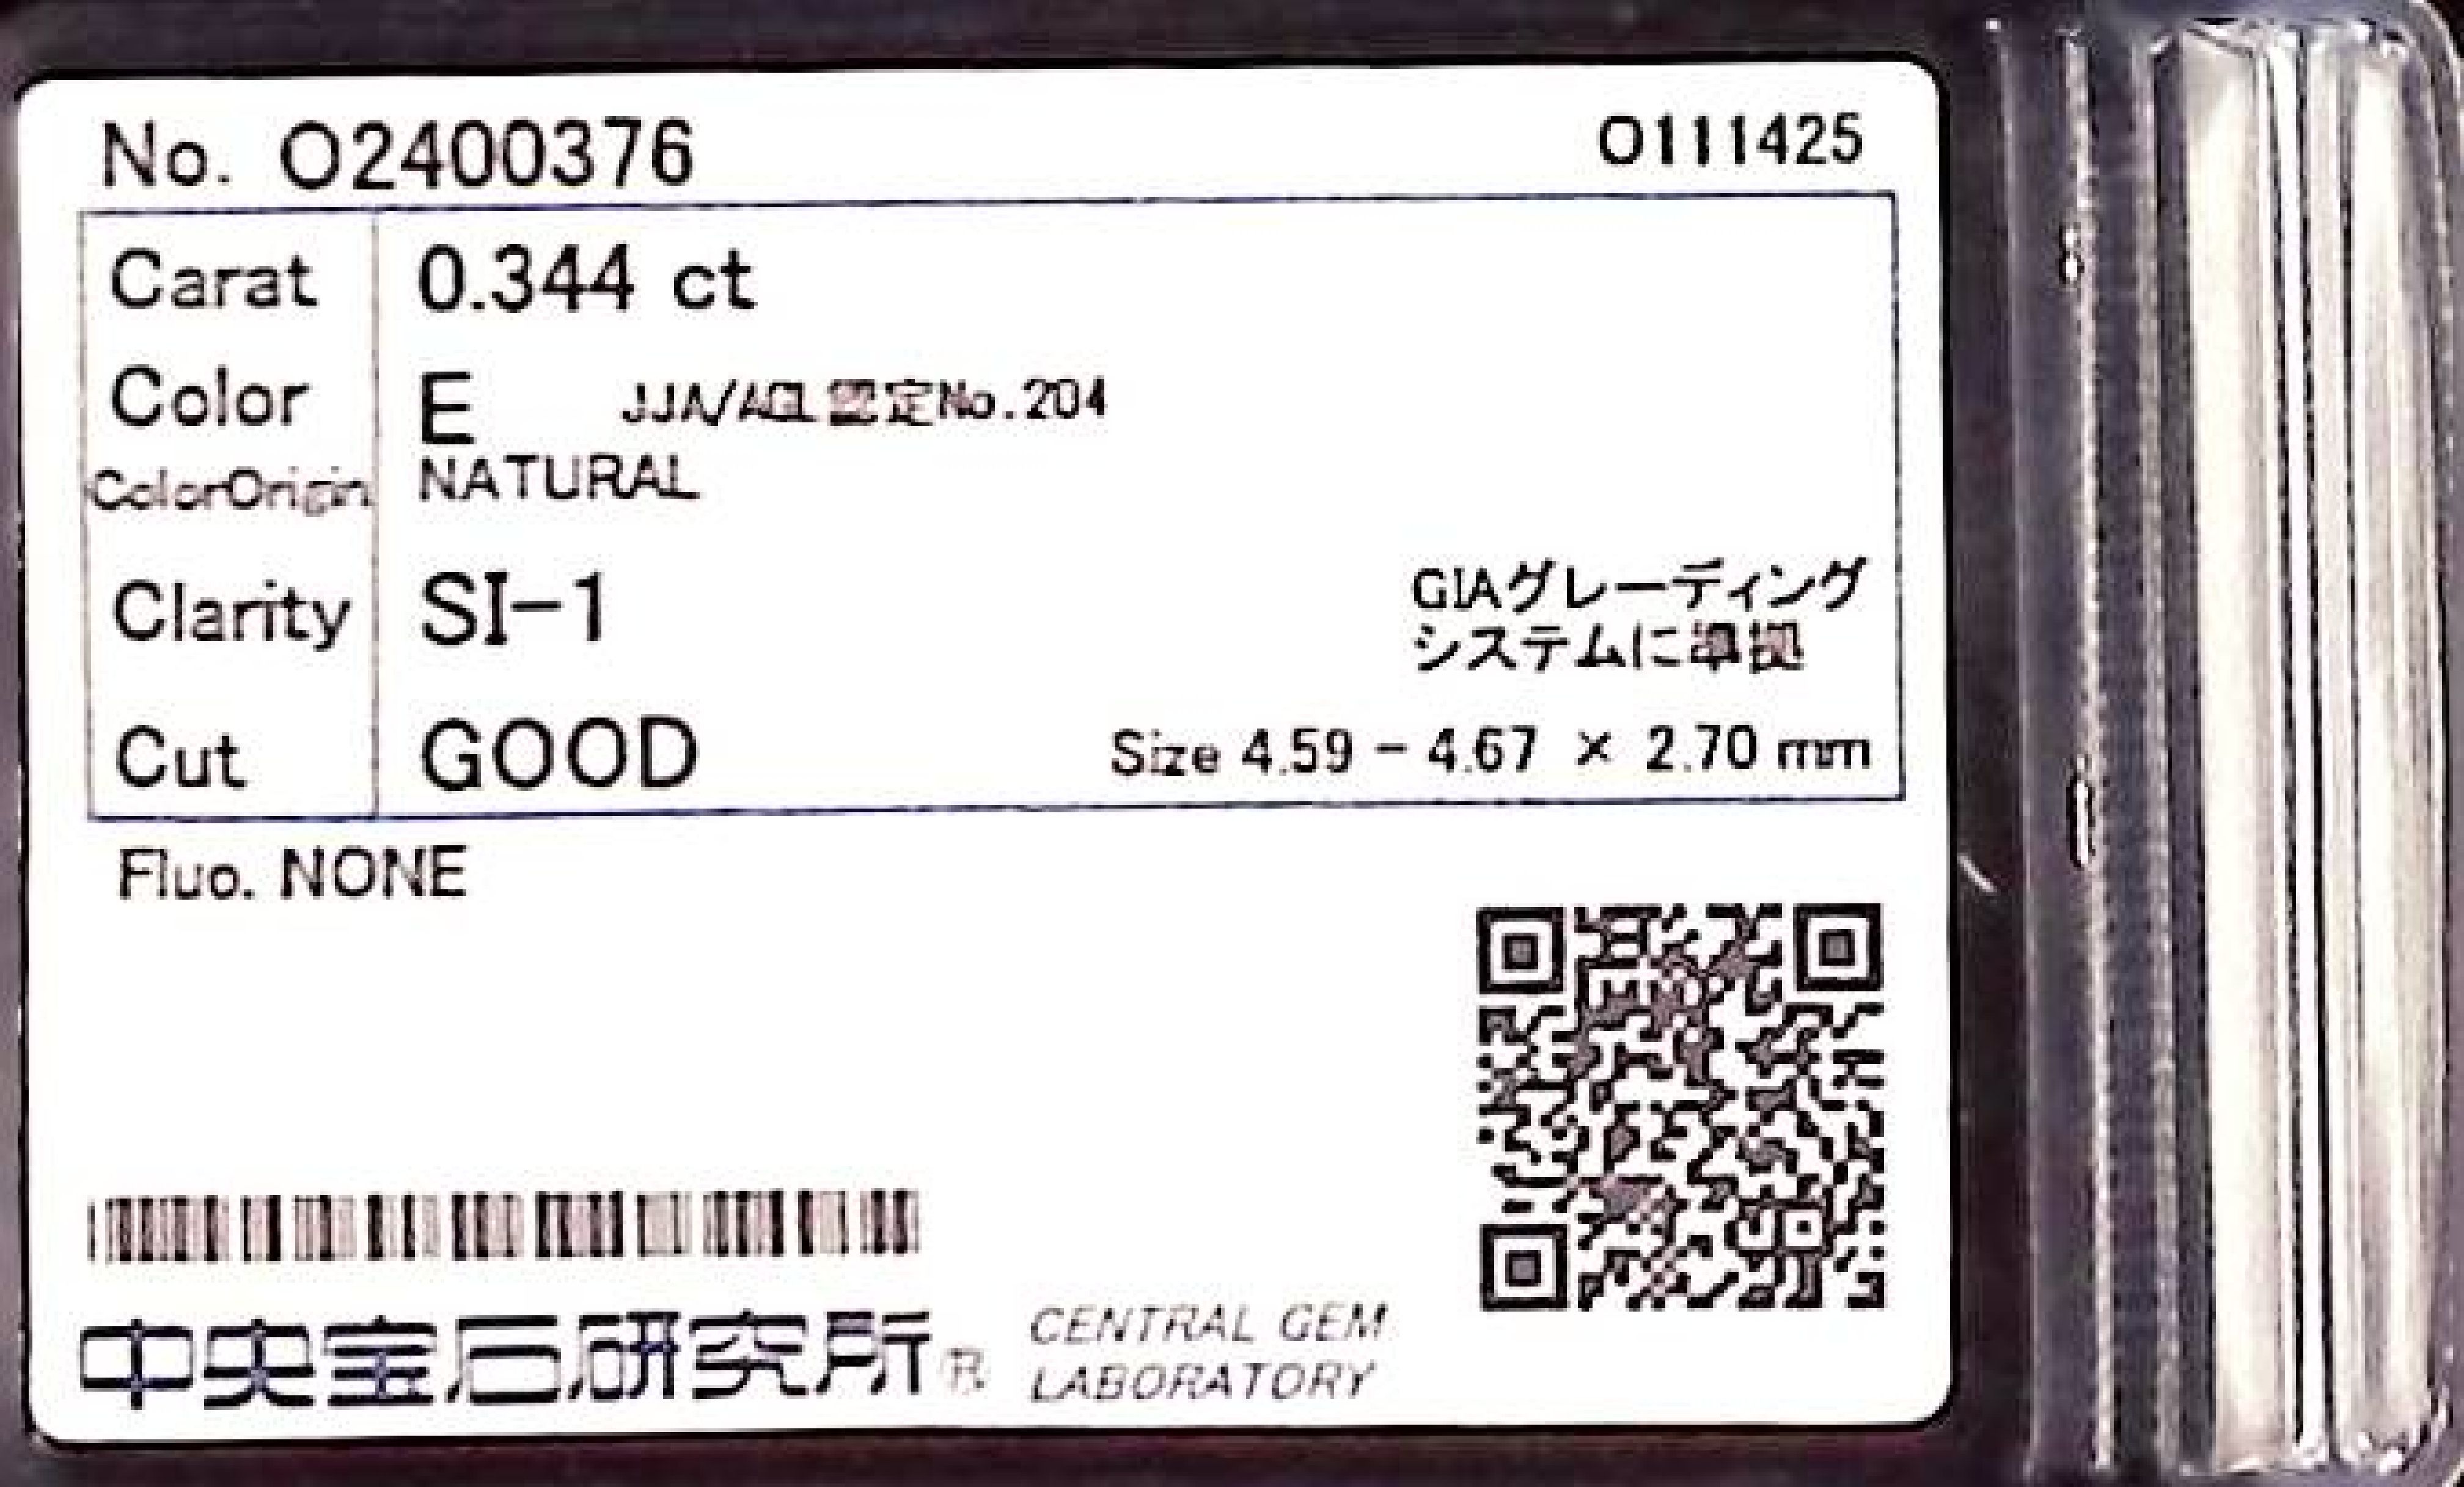 No. O2400376
O111425
Carat 0.344 ct
Color E JJA/AGL認定No.204
ColorOrigin NATURAL
Clarity SI-1
GIAグレーディング
システムに準拠
Cut GOOD
Size 4.59 - 4.67 × 2.70 mm
Fluo. NONE
中央宝石研究所®
CENTRAL GEM
LABORATORY